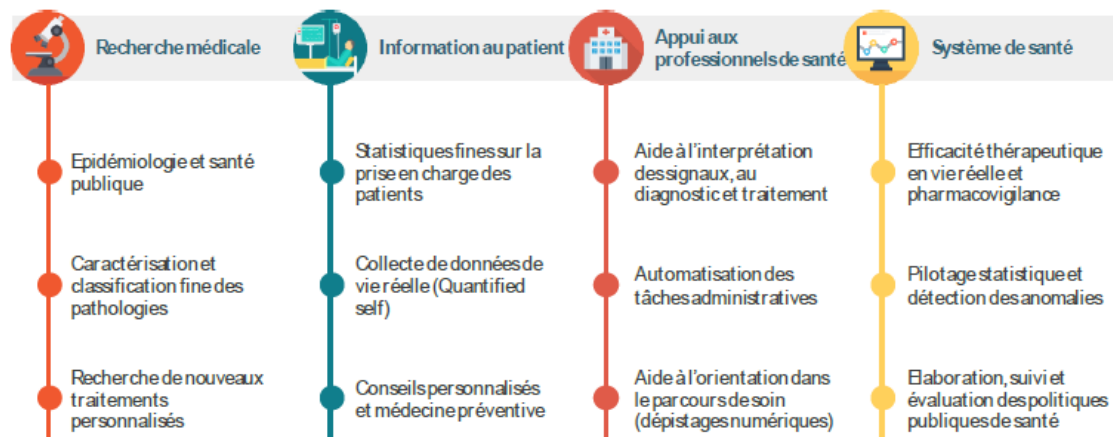 Recherche médicale
Information au patient
Appui aux
professionnels de santé
Système de santé
Epidémiologie et santé
publique
Caractérisation et
classification fine des
pathologies
Recherche de nouveaux
traitements
personnalisés
Statistiques fines sur la
prise en charge des
patients
Collecte de données de
vie réelle (Quantified
self)
Conseils personnalisés
et médecine préventive
Aide à l'interprétation
des signaux, au
diagnostic et traitement
Automatisation des
tâches administratives
Aide à l'orientation dans
le parcours de soin
(dépistages numériques)
Efficacité thérapeutique
en vie réelle et
pharmacovigilance
Pilotage statistique et
détection des anomalies
Elaboration, suivi et
évaluation des politiques
publiques de santé